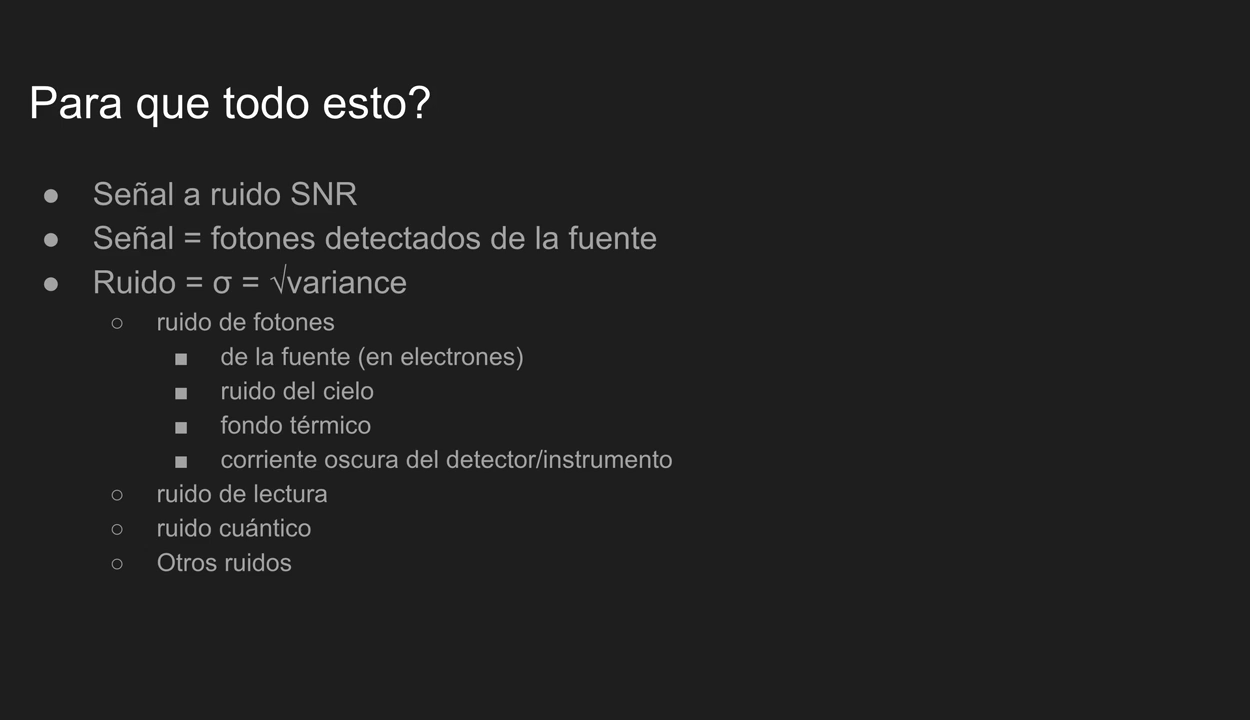 Para que todo esto?
● Señal a ruido SNR
● Señal = fotones detectados de la fuente
● Ruido = σ = √variance
○ ruido de fotones
■ de la fuente (en electrones)
■ ruido del cielo
■ fondo térmico
■ corriente oscura del detector/instrumento
○ ruido de lectura
○ ruido cuántico
○ Otros ruidos